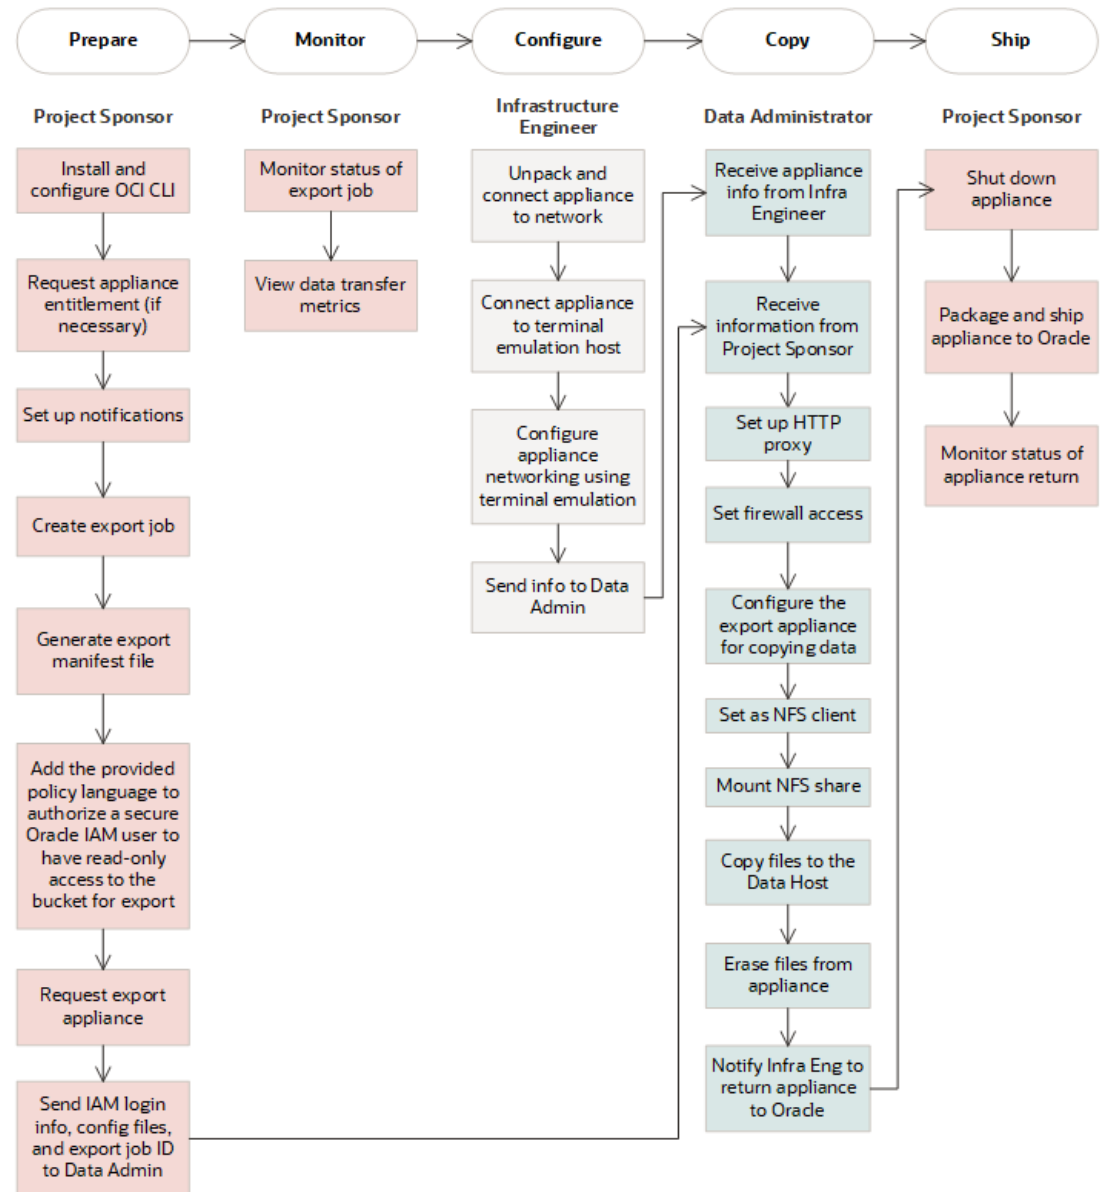 Prepare
Monitor
Configure
Copy
Ship
Project Sponsor
Install and
configure OCI CLI
Request appliance
entitlement (if
necessary)
Set up notifications
Create export job
Generate export
manifest file
Add the provided
policy language to
authorize a secure
Oracle IAM user to
have read-only
access to the
bucket for export
Request export
appliance
Send IAM login
info, config files,
and export job ID
to Data Admin
Project Sponsor
Monitor status of
export job
View data transfer
metrics
Infrastructure
Engineer
Unpack and
connect appliance
to network
Connect appliance
to terminal
emulation host
Configure
appliance
networking using
terminal emulation
Send info to Data
Admin
Data Administrator
Receive appliance
info from Infra
Engineer
Receive
information from
Project Sponsor
Set up HTTP
proxy
Set firewall access
Configure the
export appliance
for copying data
Set as NFS client
Mount NFS share
Copy files to the
Data Host
Erase files from
appliance
Notify Infra Eng to
return appliance
to Oracle
Project Sponsor
Shut down
appliance
Package and ship
appliance to Oracle
Monitor status of
appliance return